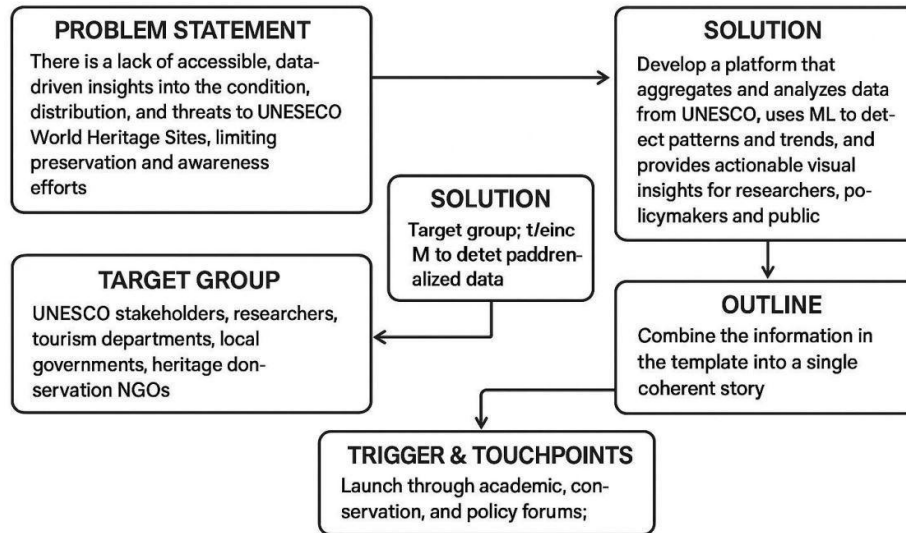 PROBLEM STATEMENT
There is a lack of accessible, data-
driven insights into the condition,
distribution, and threats to UNESECO
World Heritage Sites, limiting
preservation and awareness
efforts
SOLUTION
Develop a platform that
aggregates and analyzes data
from UNESCO, uses ML to det-
ect patterns and trends, and
provides actionable visual
insights for researchers, po-
licymakers and public
SOLUTION
Target group; t/einc
M to detet paddren-
alized data
TARGET GROUP
UNESCO stakeholders, researchers,
tourism departments, local
governments, heritage don-
servation NGOs
OUTLINE
Combine the information in
the template into a single
coherent story
TRIGGER & TOUCHPOINTS
Launch through academic, con-
servation, and policy forums;